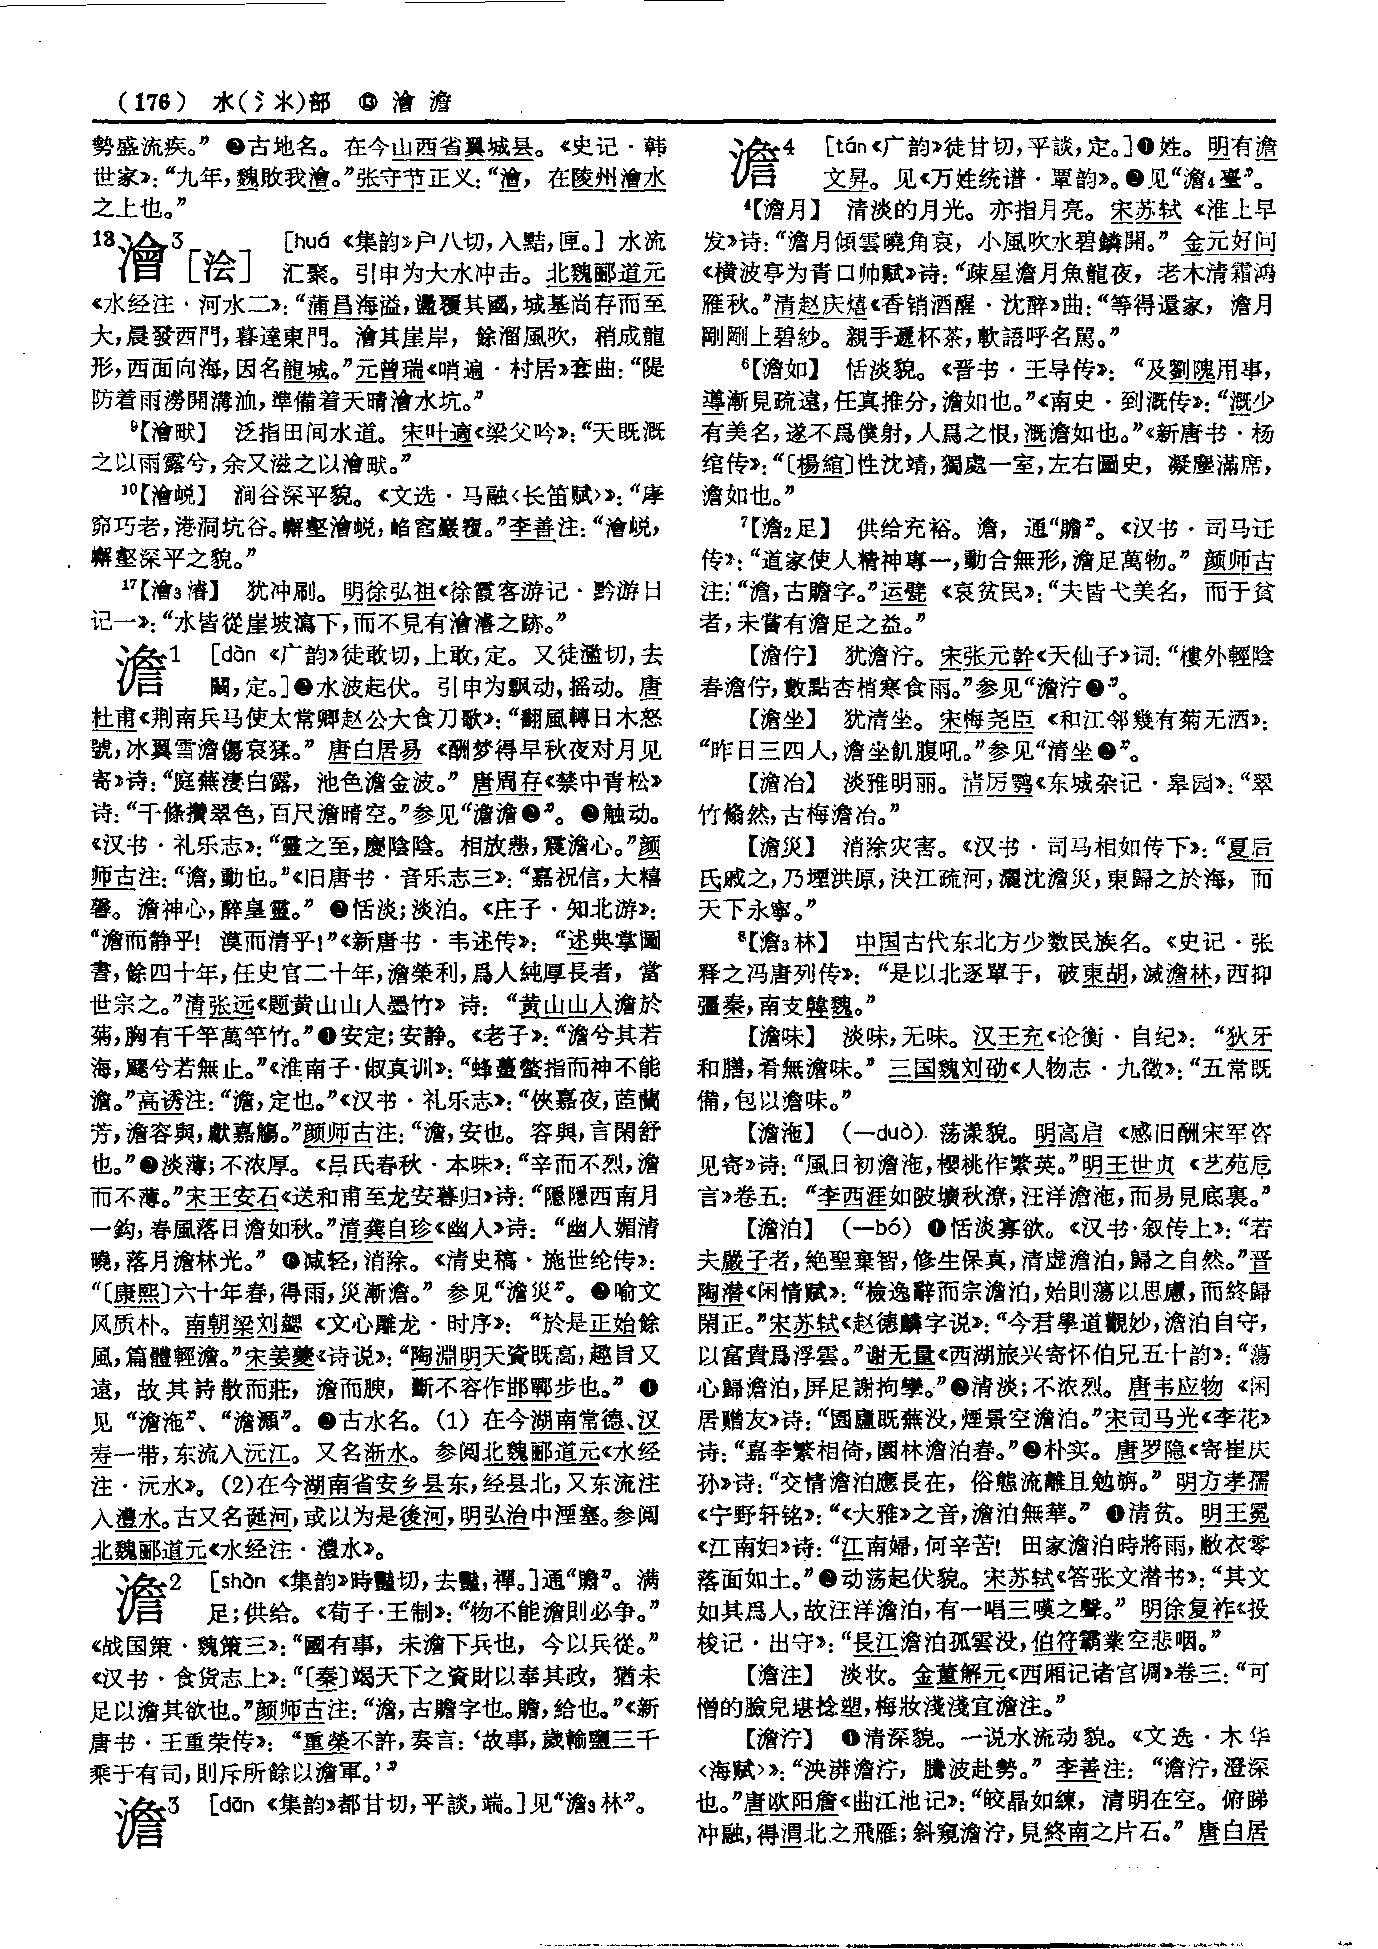 (176) 水(氵氺)部 ⓭ 澮 澹
勢盛流疾。” ❷古地名。在今山西省翼城县。《史记·韩
世家》：“九年，魏敗我澮。”张守节正义：“澮，在陵州澮水
之上也。”
13澮3［浍］ [huá 《集韵》户八切，入黠，匣。] 水流
汇聚。引申为大水冲击。北魏郦道元
《水经注·河水二》：“蒲昌海溢，盪覆其國，城基尚存而至
大，晨發西門，暮達東門。澮其崖岸，餘溜風吹，稍成龍
形，西面向海，因名龍城。”元曾瑞《哨遍·村居》套曲：“隄
防着雨澇開溝洫，準備着天晴澮水坑。”
9【澮畎】 泛指田间水道。宋叶適《梁父吟》：“天既溉
之以雨露兮，余又滋之以澮畎。”
10【澮㟋】 涧谷深平貌。《文选·马融〈长笛赋〉》：“庨
窌巧老，港洞坑谷。嶰壑澮㟋，㟏窞巖覆。”李善注：“澮㟋，
嶰壑深平之貌。”
17【澮3濬】 犹冲刷。明徐弘祖《徐霞客游记·黔游日
记一》：“水皆從崖坡瀉下，而不見有澮濬之跡。”
澹1 [dàn 《广韵》徒敢切，上敢，定。又徒濫切，去
闞，定。]❶水波起伏。引申为飘动，摇动。唐
杜甫《荆南兵马使太常卿赵公大食刀歌》：“翻風轉日木怒
號，冰翼雪澹傷哀猱。” 唐白居易 《酬梦得早秋夜对月见
寄》诗：“庭蕪淒白露，池色澹金波。” 唐周存《禁中青松》
诗：“千條攢翠色，百尺澹晴空。”参见“澹澹❶”。❷触动。
《汉书·礼乐志》：“靈之至，慶陰陰。相放𢘍，震澹心。”颜
师古注：“澹，動也。”《旧唐书·音乐志三》：“嘉祝信，大糦
馨。澹神心，醉皇靈。” ❸恬淡；淡泊。《庄子·知北游》：
“澹而静乎！漠而清乎！”《新唐书·韦述传》：“述典掌圖
書，餘四十年，任史官二十年，澹榮利，爲人純厚長者，當
世宗之。”清张远《题黄山山人墨竹》 诗：“黄山山人澹於
菊，胸有千竿萬竿竹。”❹安定；安静。《老子》：“澹兮其若
海，飂兮若無止。”《淮南子·俶真训》：“蜂蠆螫指而神不能
澹。”高诱注：“澹，定也。”《汉书·礼乐志》：“俠嘉夜，茝蘭
芳，澹容與，獻嘉觴。”颜师古注：“澹，安也。容與，言閑舒
也。”❺淡薄；不浓厚。《吕氏春秋·本味》：“辛而不烈，澹
而不薄。”宋王安石《送和甫至龙安暮归》诗：“隱隱西南月
一鈎，春風落日澹如秋。”清龚自珍《幽人》诗：“幽人媚清
曉，落月澹林光。” ❻减轻，消除。《清史稿·施世纶传》：
“〔康熙〕六十年春，得雨，災漸澹。” 参见“澹災”。❼喻文
风质朴。南朝梁刘勰 《文心雕龙·时序》：“於是正始餘
風，篇體輕澹。”宋姜夔《诗说》：“陶淵明天資既高，趣旨又
遠，故其詩散而莊，澹而腴，斷不容作邯鄲步也。” ❽
见“澹沲”、“澹灝”。❾古水名。(1) 在今湖南常德、汉
寿一带，东流入沅江。又名渐水。参阅北魏郦道元《水经
注·沅水》。(2)在今湖南省安乡县东，经县北，又东流注
入澧水。古又名涎河，或以为是後河，明弘治中湮塞。参阅
北魏郦道元《水经注·澧水》。
澹2 [shàn 《集韵》時豔切，去豔，禪。]通“贍”。满
足；供给。《荀子·王制》：“物不能澹則必争。”
《战国策·魏策三》：“國有事，未澹下兵也，今以兵從。”
《汉书·食货志上》：“〔秦〕竭天下之資財以奉其政，猶未
足以澹其欲也。”颜师古注：“澹，古贍字也。贍，給也。”《新
唐书·王重荣传》：“重榮不許，奏言：‘故事，歲輸鹽三千
乘于有司，則斥所餘以澹軍。’”
澹3 [dān 《集韵》都甘切，平談，端。]见“澹3林”。
澹4 [tán《广韵》徒甘切，平談，定。]❶姓。明有澹
文昇。见《万姓统谱·覃韵》。❷见“澹4臺”。
4【澹月】 清淡的月光。亦指月亮。宋苏轼 《淮上早
发》诗：“澹月傾雲曉角哀，小風吹水碧鱗開。” 金元好问
《横波亭为青口帅赋》诗：“疎星澹月魚龍夜，老木清霜鸿
雁秋。”清赵庆熺《香销酒醒·沈醉》曲：“等得還家，澹月
剛剛上碧紗。親手遞杯茶，軟語呼名駡。”
6【澹如】 恬淡貌。《晋书·王导传》：“及劉隗用事，
導漸見疏遠，任真推分，澹如也。”《南史·到溉传》：“溉少
有美名，遂不爲僕射，人爲之恨，溉澹如也。”《新唐书·杨
绾传》：“〔楊綰〕性沈靖，獨處一室，左右圖史，凝塵滿席，
澹如也。”
7【澹2足】 供给充裕。澹，通“贍”。《汉书·司马迁
传》：“道家使人精神專一，動合無形，澹足萬物。” 颜师古
注：“澹，古贍字。”运甓 《哀贫民》：“夫皆弋美名，而于贫
者，未嘗有澹足之益。”
【澹佇】 犹澹泞。宋张元幹《天仙子》词：“樓外輕陰
春澹佇，數點杏梢寒食雨。”参见“澹泞❷”。
【澹坐】 犹清坐。宋梅尧臣 《和江邻幾有菊无酒》：
“昨日三四人，澹坐飢腹吼。”参见“清坐❷”。
【澹冶】 淡雅明丽。清厉鹗《东城杂记·皋园》：“翠
竹翛然，古梅澹冶。”
【澹災】 消除灾害。《汉书·司马相如传下》：“夏后
氏戚之，乃堙洪原，決江疏河，灑沈澹災，東歸之於海，而
天下永寧。”
8【澹3林】 中国古代东北方少数民族名。《史记·张
释之冯唐列传》：“是以北逐單于，破東胡，滅澹林，西抑
彊秦，南支韓魏。”
【澹味】 淡味，无味。汉王充《论衡·自纪》：“狄牙
和膳，肴無澹味。” 三国魏刘劭《人物志·九徵》：“五常既
備，包以澹味。”
【澹沲】 （—duò）荡漾貌。明高启 《感旧酬宋军咨
见寄》诗：“風日初澹沲，櫻桃作繁英。”明王世贞 《艺苑卮
言》卷五：“李西涯如陂塘秋潦，汪洋澹沲，而易見底裏。”
【澹泊】 （—bó）❶恬淡寡欲。《汉书·叙传上》：“若
夫嚴子者，絶聖棄智，修生保真，清虚澹泊，歸之自然。”晋
陶潜《闲情赋》：“檢逸辭而宗澹泊，始則蕩以思慮，而終歸
閑正。”宋苏轼《赵德麟字说》：“今君學道觀妙，澹泊自守，
以富貴爲浮雲。”谢无量《西湖旅兴寄怀伯兄五十韵》：“蕩
心歸澹泊，屏足謝拘攣。”❷清淡；不浓烈。唐韦应物 《闲
居赠友》诗：“園廬既蕪没，煙景空澹泊。”宋司马光《李花》
诗：“嘉李繁相倚，園林澹泊春。”❸朴实。唐罗隐《寄崔庆
孙》诗：“交情澹泊應長在，俗態流離且勉旃。” 明方孝孺
《宁野轩铭》：“《大雅》之音，澹泊無華。” ❹清贫。明王冕
《江南妇》诗：“江南婦，何辛苦！田家澹泊時將雨，敝衣零
落面如土。”❺动荡起伏貌。宋苏轼《答张文潜书》：“其文
如其爲人，故汪洋澹泊，有一唱三嘆之聲。” 明徐复祚《投
梭记·出守》：“長江澹泊孤雲没，伯符霸業空悲咽。”
【澹注】 淡妆。金董解元《西厢记诸宫调》卷三：“可
憎的臉兒堪捻塑，梅妝淺淺宜澹注。”
【澹泞】 ❶清深貌。一说水流动貌。《文选·木华
〈海赋〉》：“泱漭澹泞，騰波赴勢。” 李善注：“澹泞，澄深
也。”唐欧阳詹《曲江池记》：“皎晶如練，清明在空。俯睇
冲融，得渭北之飛雁；斜窺澹泞，見終南之片石。” 唐白居